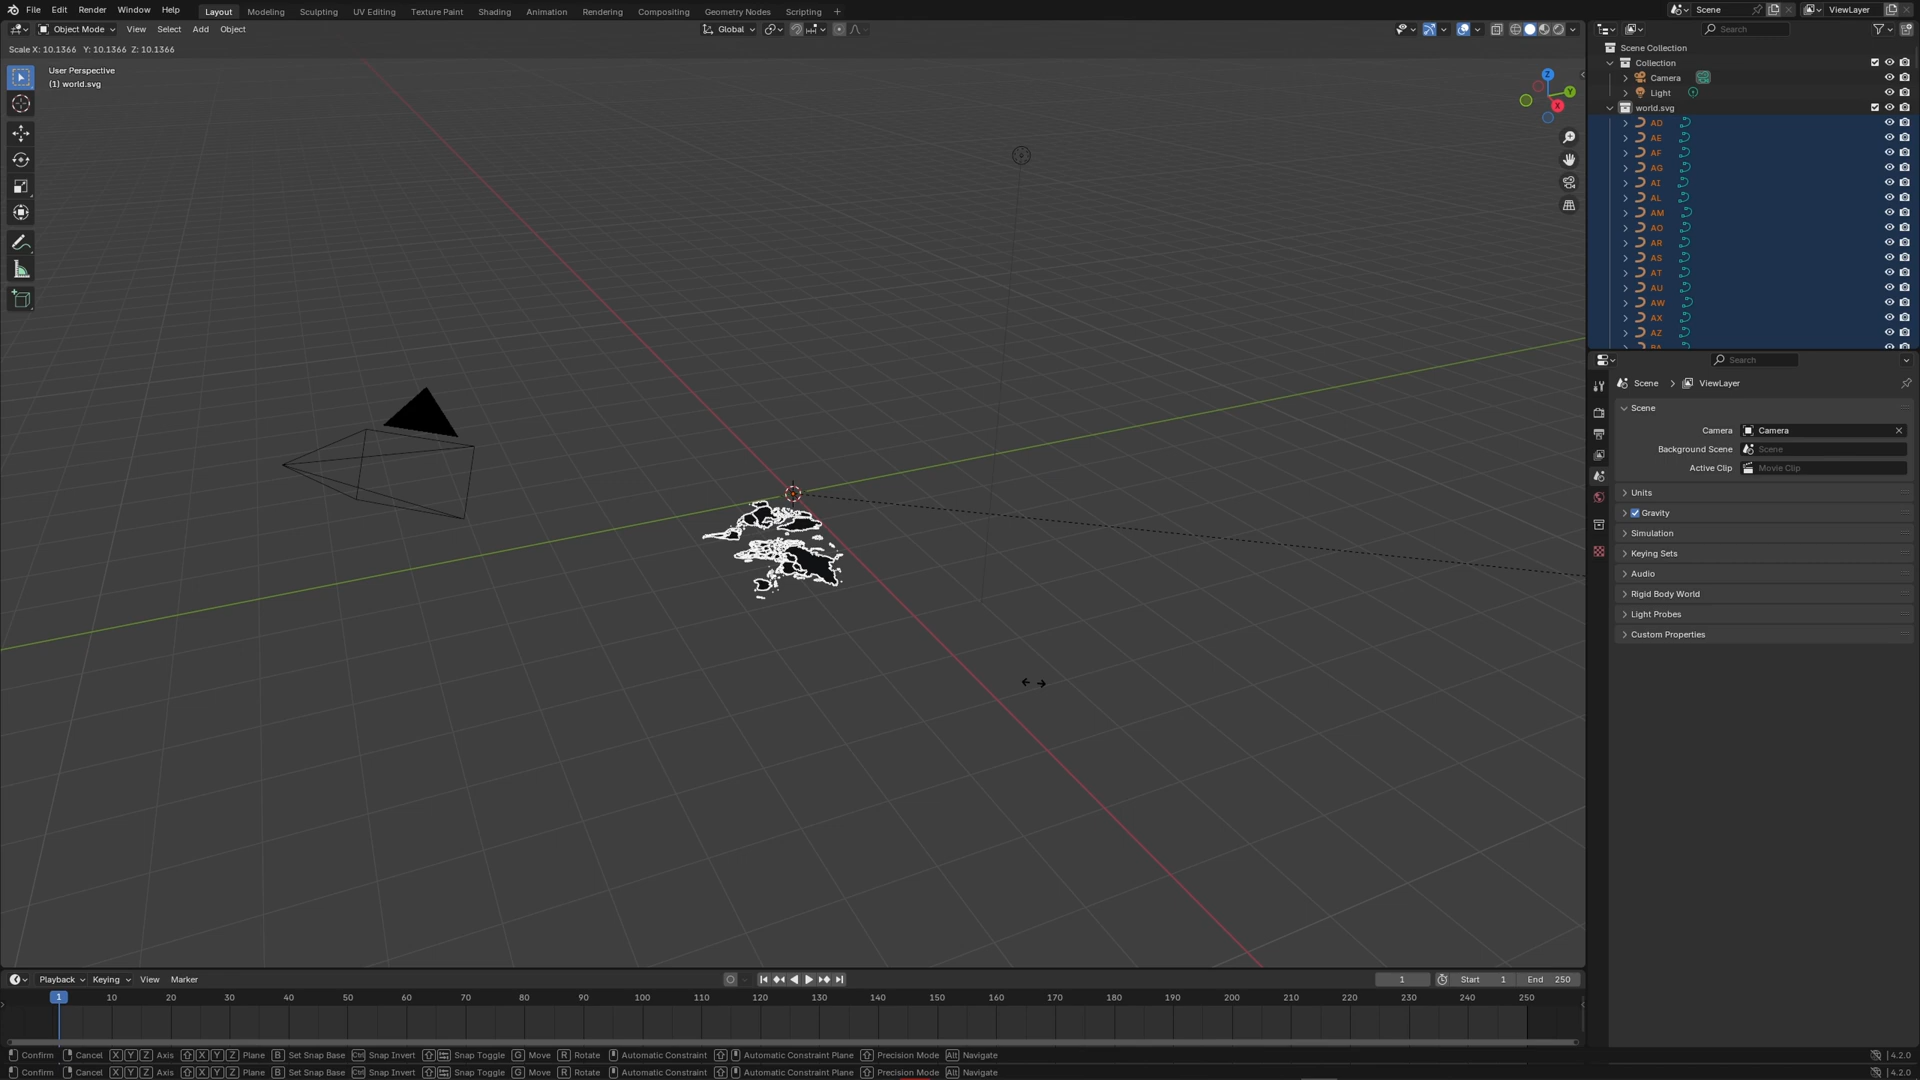 File Edit Render Window Help Layout Modeling Sculpting UV Editing Texture Paint Shading Animation Rendering Compositing Geometry Nodes Scripting + Scene ViewLayer
Object Mode View Select Add Object Global Search
Scale X: 10.1366 Y: 10.1366 Z: 10.1366
User Perspective
(1) world.svg
Z
Y
X
Scene Collection
Collection
Camera
Light
world.svg
AD
AE
AF
AG
AI
AL
AM
AO
AR
AS
AT
AU
AW
AX
AZ
BA
Search
Scene > ViewLayer
Scene
Camera Camera
Background Scene Scene
Active Clip Movie Clip
Units
Gravity
Simulation
Keying Sets
Audio
Rigid Body World
Light Probes
Custom Properties
Playback Keying View Marker 1 Start 1 End 250
1 10 20 30 40 50 60 70 80 90 100 110 120 130 140 150 160 170 180 190 200 210 220 230 240 250
Confirm Cancel X Y Z Axis X Y Z Plane B Set Snap Base Ctrl Snap Invert Snap Toggle G Move R Rotate Automatic Constraint Automatic Constraint Plane Precision Mode Alt Navigate 4.2.0
Confirm Cancel X Y Z Axis X Y Z Plane B Set Snap Base Ctrl Snap Invert Snap Toggle G Move R Rotate Automatic Constraint Automatic Constraint Plane Precision Mode Alt Navigate 4.2.0